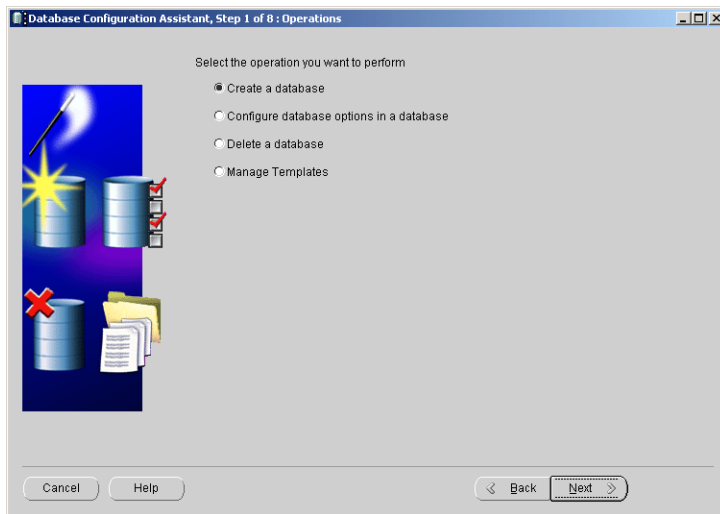 Database Configuration Assistant, Step 1 of 8 : Operations
Select the operation you want to perform
Create a database
Configure database options in a database
Delete a database
Manage Templates
Cancel
Help
Back
Next